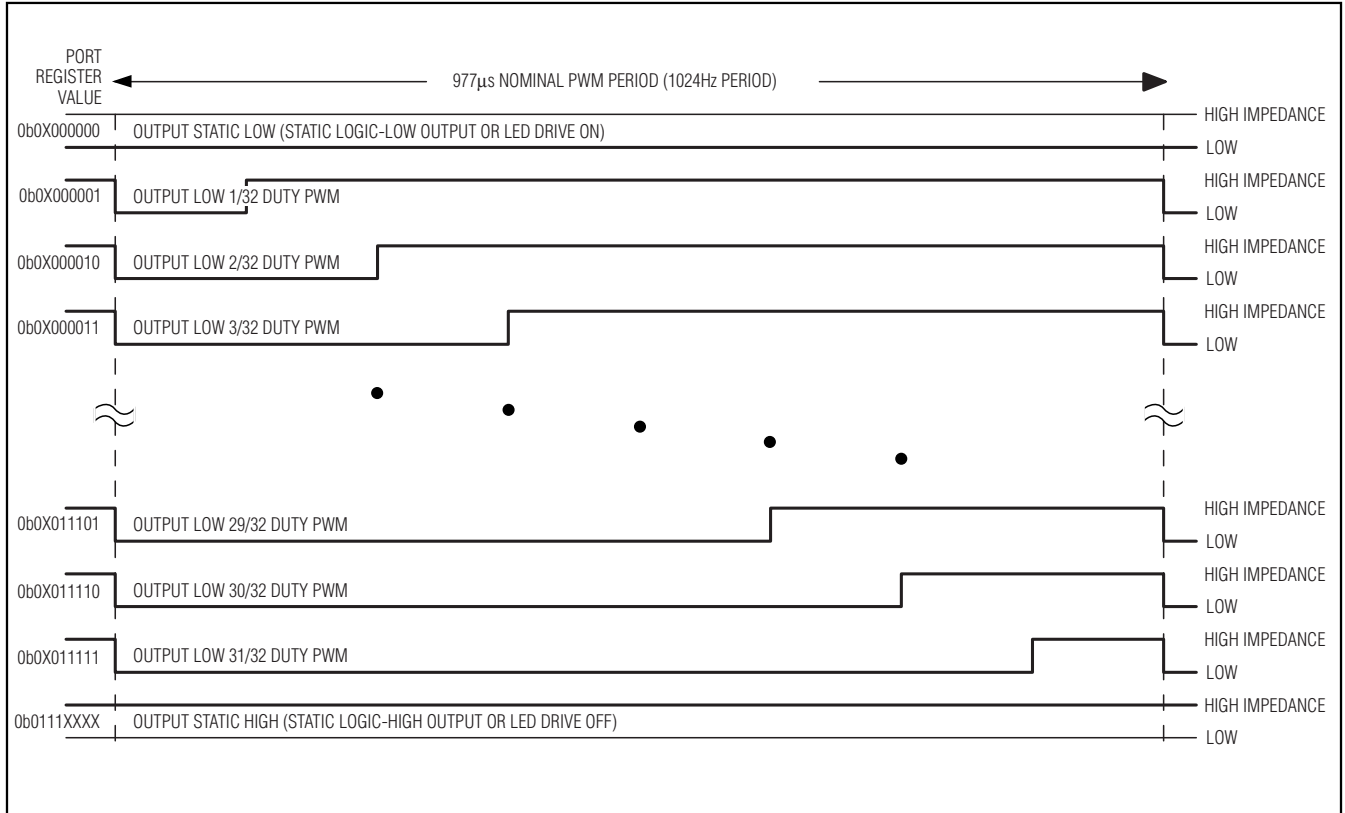 PORT
REGISTER
VALUE
977μs NOMINAL PWM PERIOD (1024Hz PERIOD)
HIGH IMPEDANCE
0b0X000000 OUTPUT STATIC LOW (STATIC LOGIC-LOW OUTPUT OR LED DRIVE ON)
LOW
HIGH IMPEDANCE
0b0X000001 OUTPUT LOW 1/32 DUTY PWM
LOW
HIGH IMPEDANCE
0b0X000010 OUTPUT LOW 2/32 DUTY PWM
LOW
HIGH IMPEDANCE
0b0X000011 OUTPUT LOW 3/32 DUTY PWM
LOW
HIGH IMPEDANCE
0b0X011101 OUTPUT LOW 29/32 DUTY PWM
LOW
HIGH IMPEDANCE
0b0X011110 OUTPUT LOW 30/32 DUTY PWM
LOW
HIGH IMPEDANCE
0b0X011111 OUTPUT LOW 31/32 DUTY PWM
LOW
HIGH IMPEDANCE
0b0111XXXX OUTPUT STATIC HIGH (STATIC LOGIC-HIGH OUTPUT OR LED DRIVE OFF)
LOW